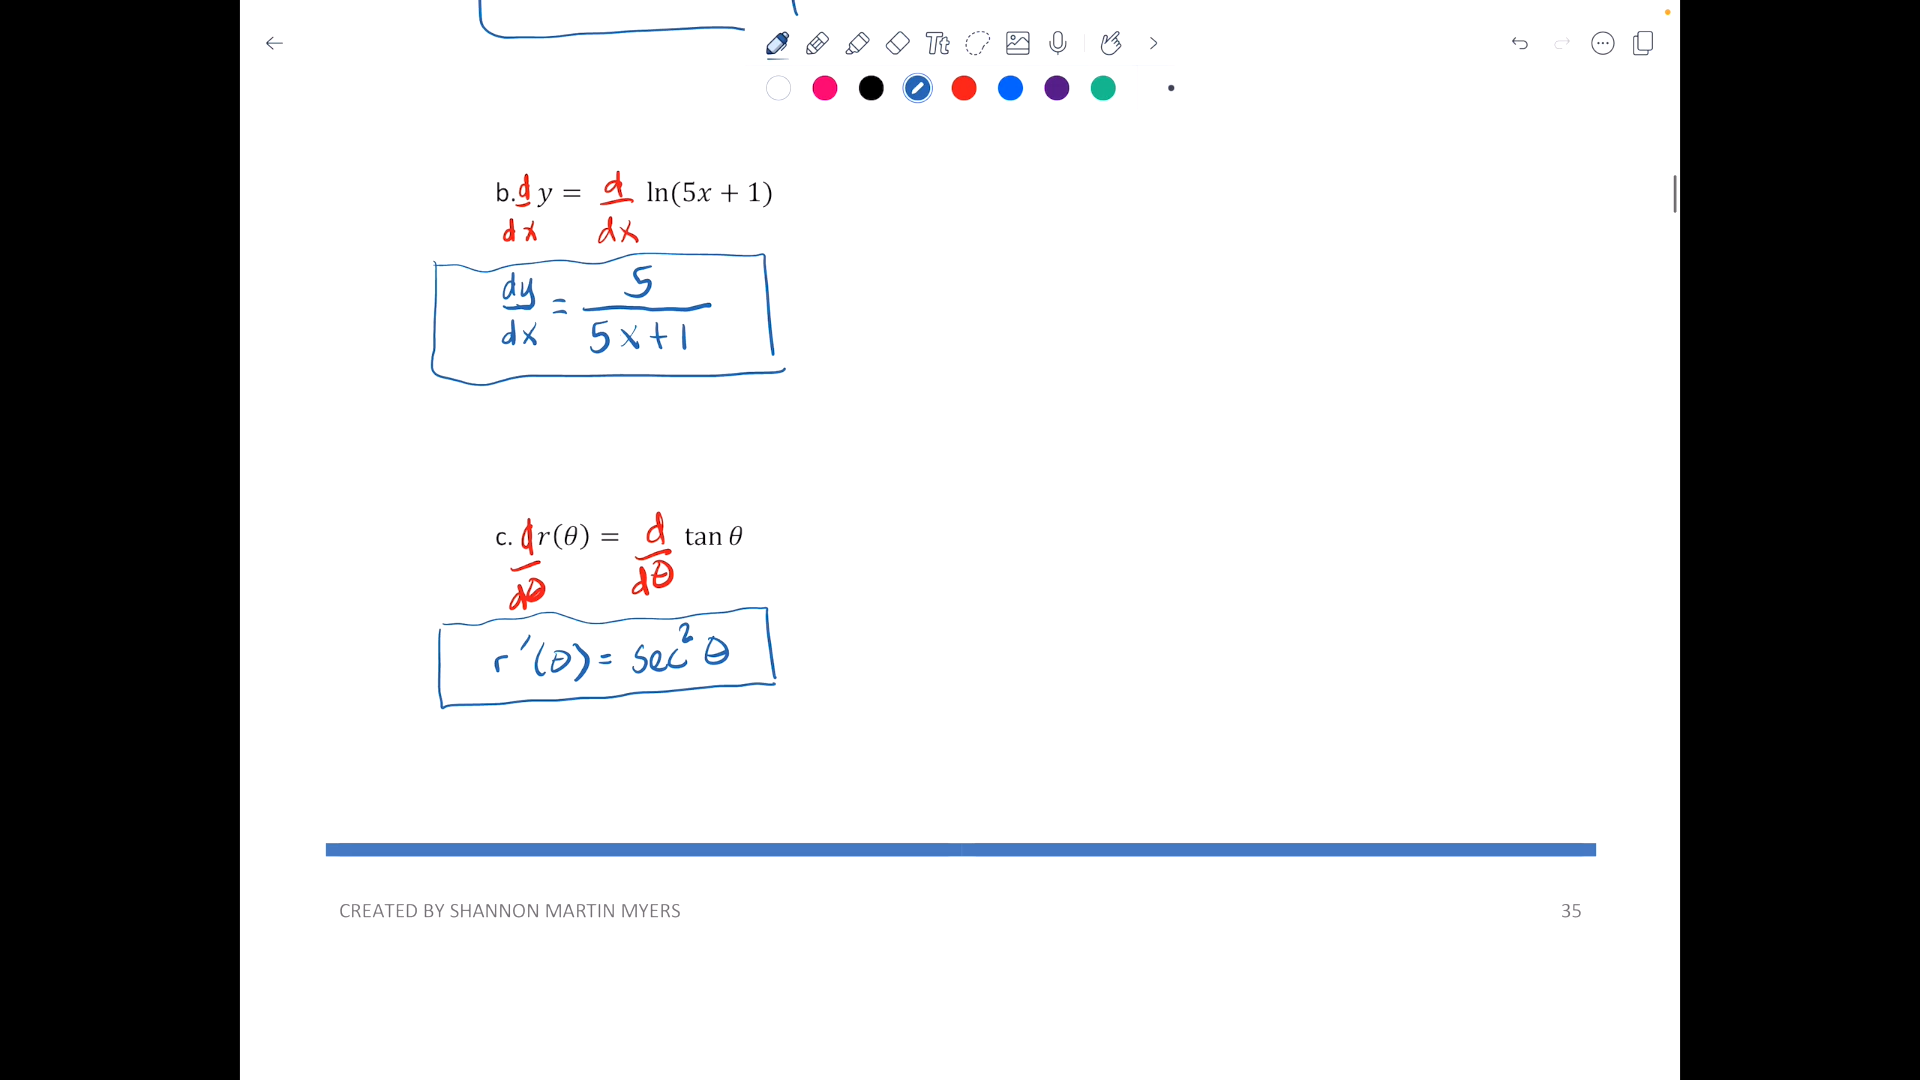 Tt
b. d/dx y = d/dx ln(5x + 1)
dy/dx = 5/(5x+1)
c. d/dθ r(θ) = d/dθ tan θ
r'(θ) = sec² θ
CREATED BY SHANNON MARTIN MYERS
35